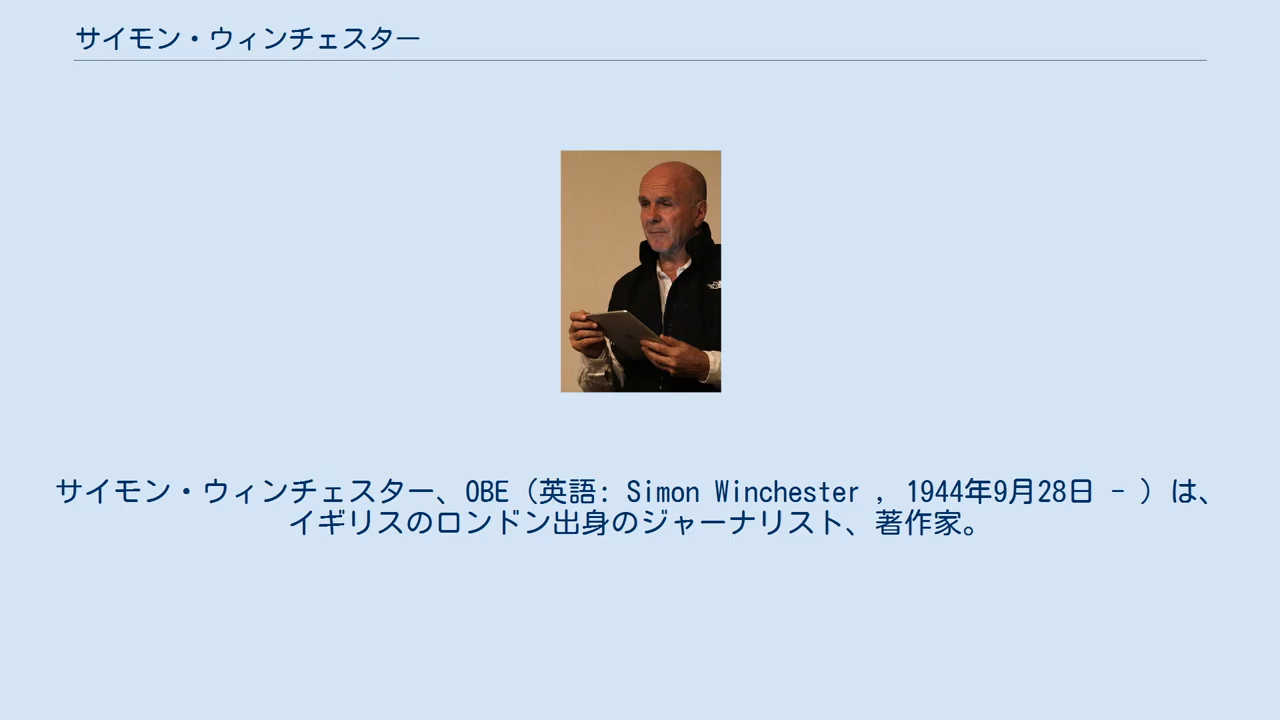 サイモン・ウィンチェスター
サイモン・ウィンチェスター、OBE（英語: Simon Winchester , 1944年9月28日 - ）は、
イギリスのロンドン出身のジャーナリスト、著作家。